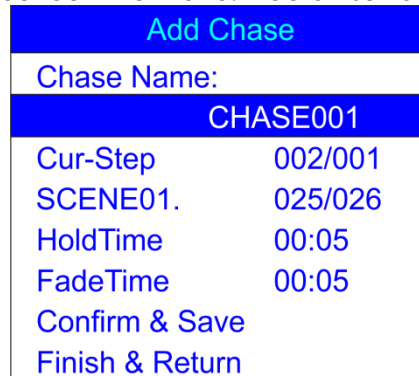 Add Chase
Chase Name:
CHASE001
Cur-Step 002/001
SCENE01. 025/026
HoldTime 00:05
FadeTime 00:05
Confirm & Save
Finish & Return